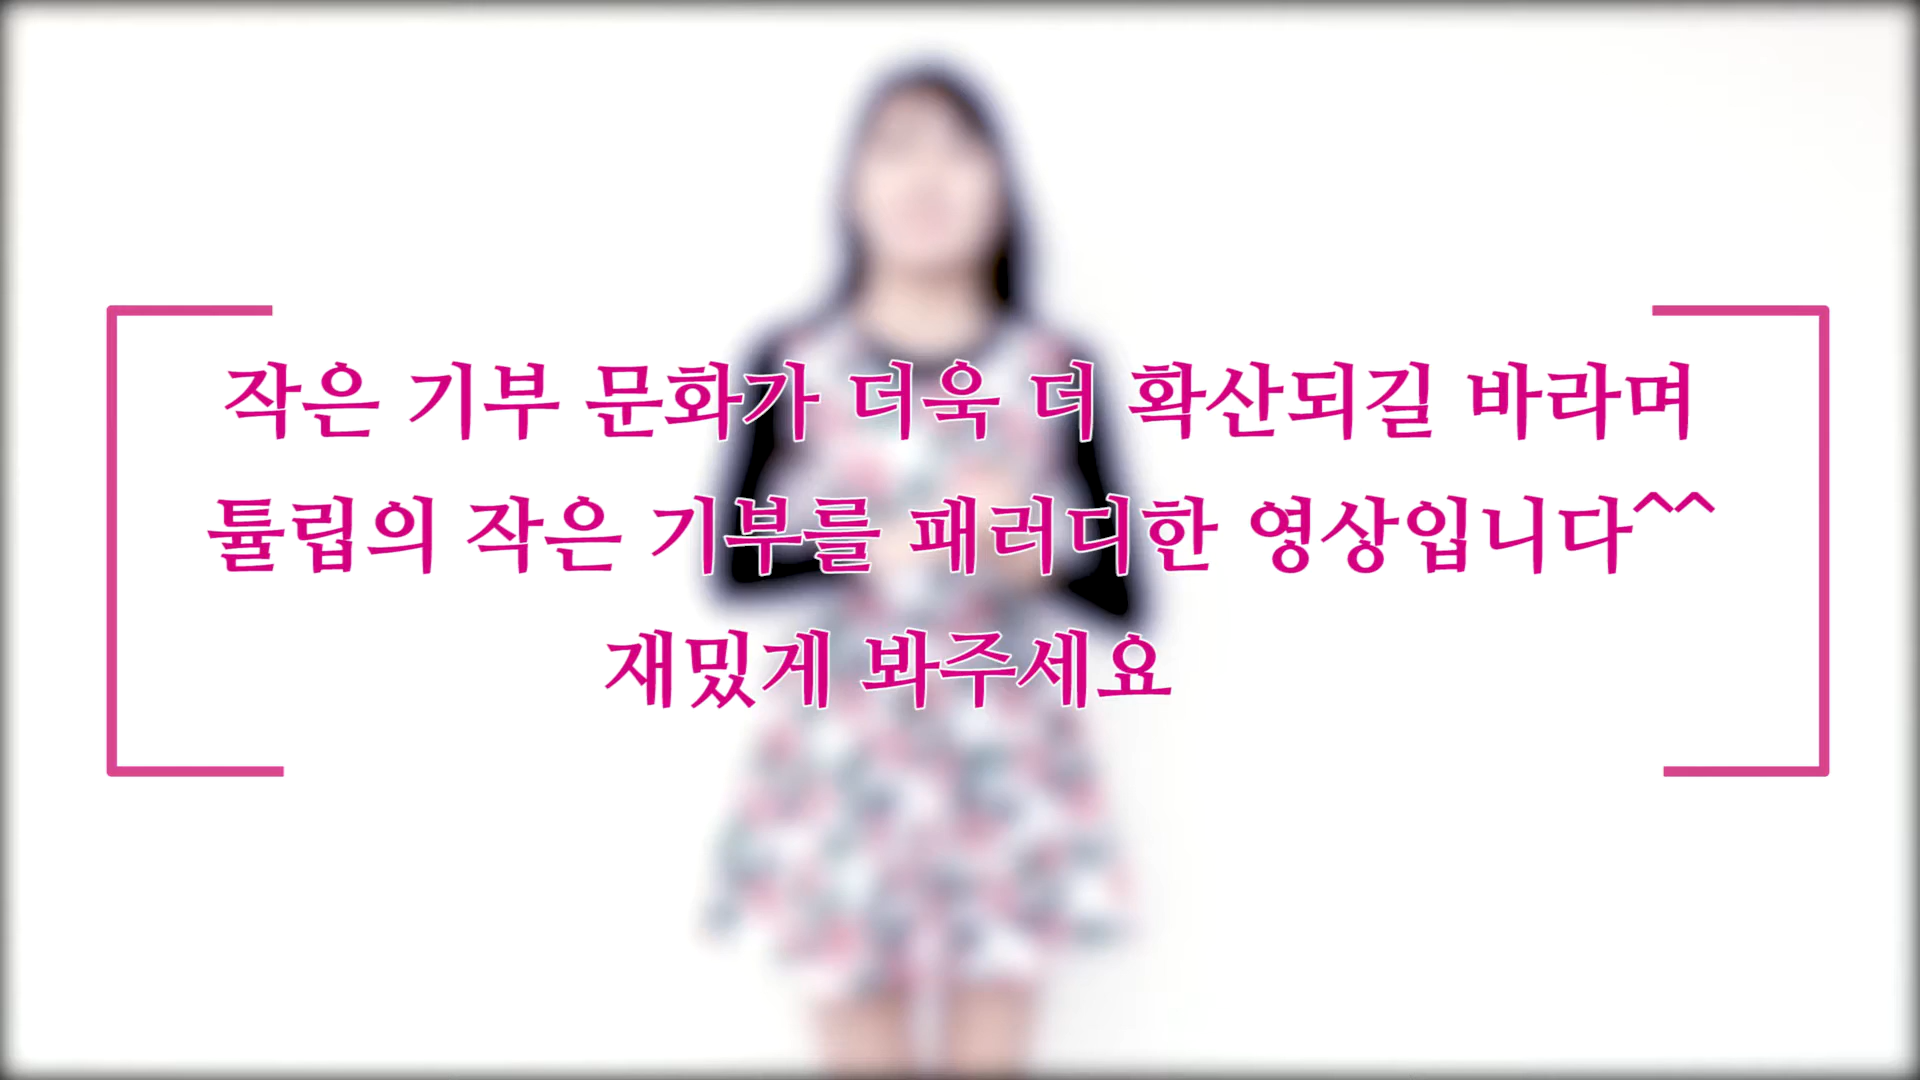 작은 기부 문화가 더욱 더 확산되길 바라며
튤립의 작은 기부를 패러디한 영상입니다^^
재밌게 봐주세요